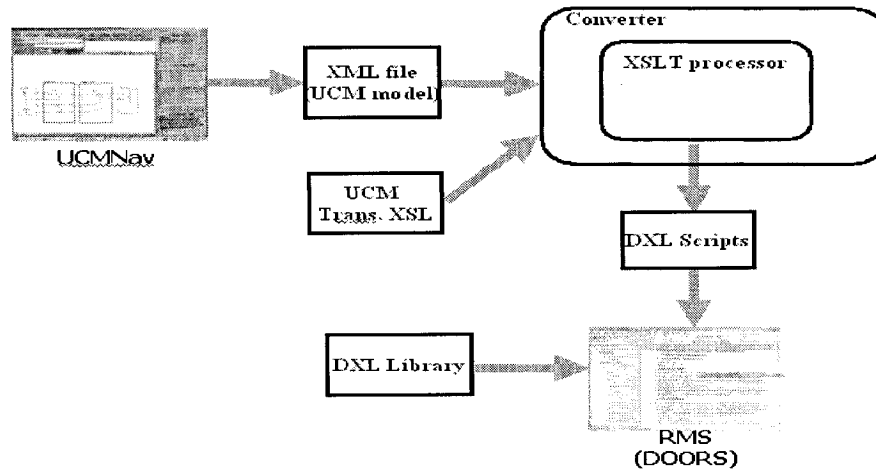 Converter
XSLT processor
XML file
(UCM model)
UCMNav
UCM
Trans. XSL
DXL Scripts
DXL Library
RMS
(DOORS)